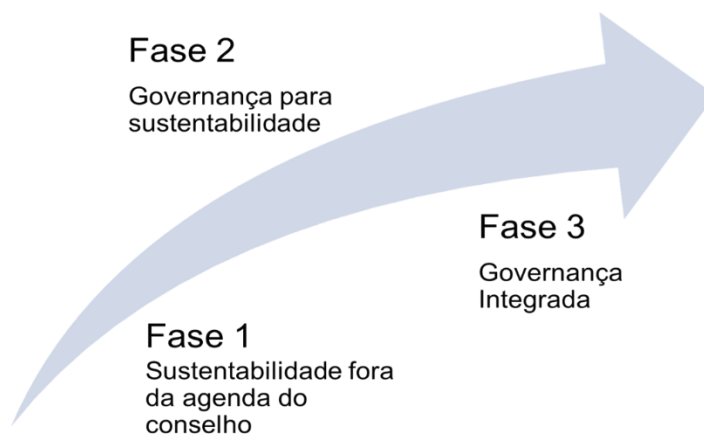 Fase 2
Governança para
sustentabilidade
Fase 3
Governança
Integrada
Fase 1
Sustentabilidade fora
da agenda do
conselho